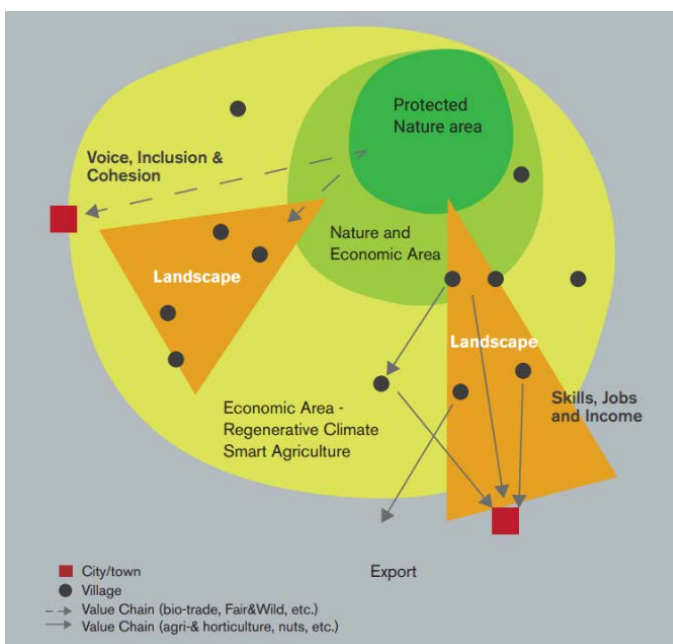 Protected
Nature area
Voice, Inclusion &
Cohesion
Nature and
Economic Area
Landscape
Landscape
Economic Area -
Regenerative Climate
Smart Agriculture
Skills, Jobs
and Income
Export
City/town
Village
Value Chain (bio-trade, Fair&Wild, etc.)
Value Chain (agri-& horticulture, nuts, etc.)